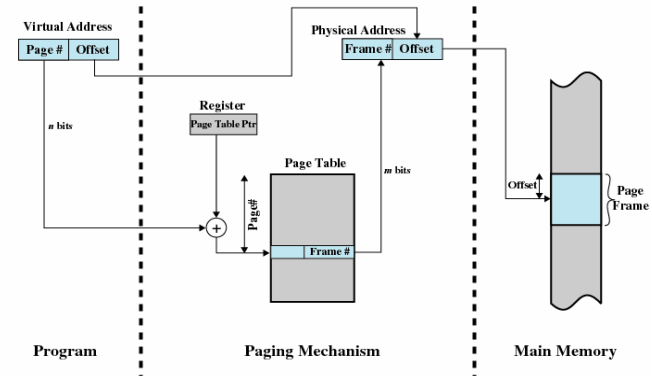 Virtual Address
Page #
Offset
Physical Address
Frame #
Offset
Register
Page Table Ptr
n bits
Page Table
m bits
Page#
+
Frame #
Offset
Page
Frame
Program
Paging Mechanism
Main Memory